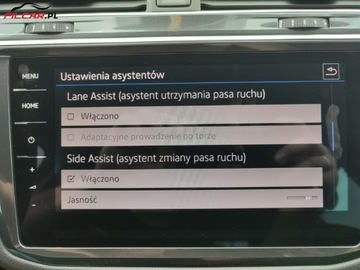 PILCAR.PL
MENU
HOME
Ustawienia asystentów
Lane Assist (asystent utrzymania pasa ruchu)
Włączono
Adaptacyjne prowadzenie po torze
Side Assist (asystent zmiany pasa ruchu)
Włączono
Jasność